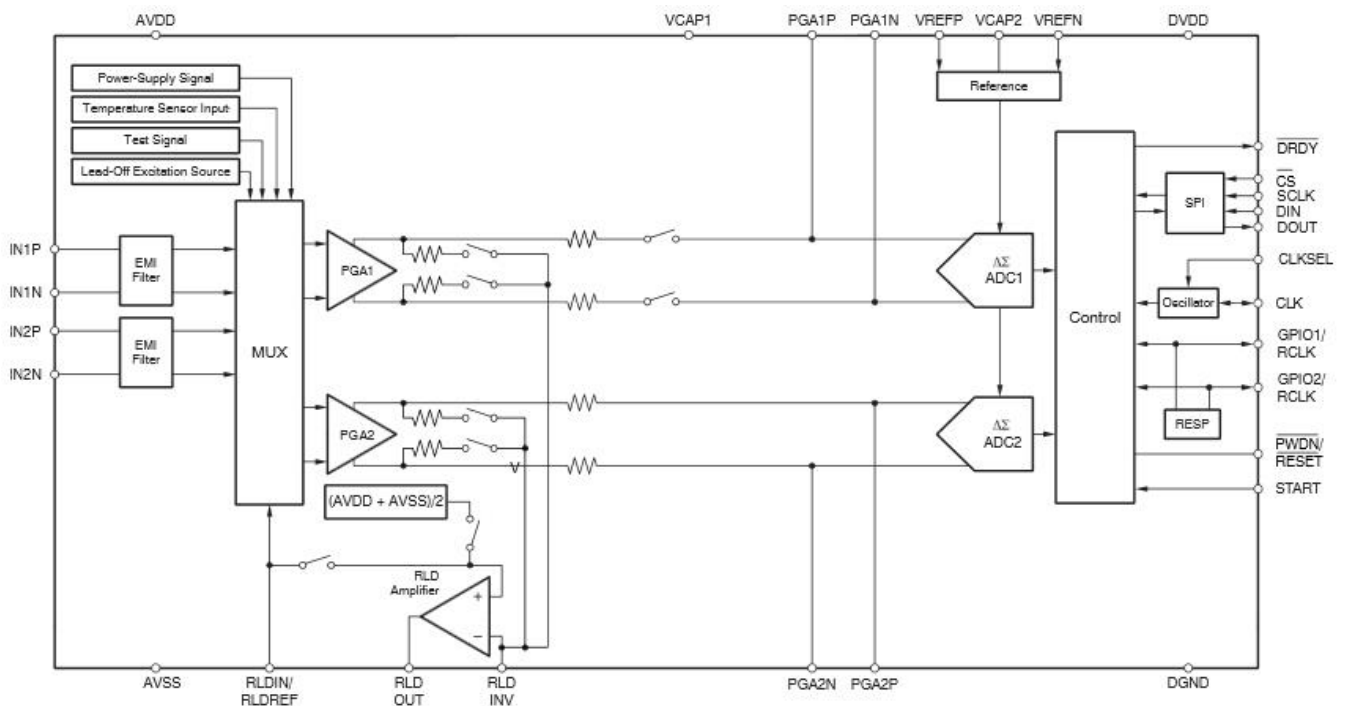 AVDD
VCAP1
PGA1P
PGA1N
VREFP
VCAP2
VREFN
DVDD
Power-Supply Signal
Temperature Sensor Input
Test Signal
Lead-Off Excitation Source
Reference
DRDY
CS
SCLK
DIN
DOUT
SPI
CLKSEL
Oscillator
CLK
GPIO1/
RCLK
GPIO2/
RCLK
RESP
PWDN/
RESET
START
Control
IN1P
IN1N
IN2P
IN2N
EMI
Filter
EMI
Filter
MUX
PGA1
PGA2
ΔΣ
ADC1
ΔΣ
ADC2
V
(AVDD + AVSS)/2
RLD
Amplifier
+
−
AVSS
RLDIN/
RLDREF
RLD
OUT
RLD
INV
PGA2N
PGA2P
DGND